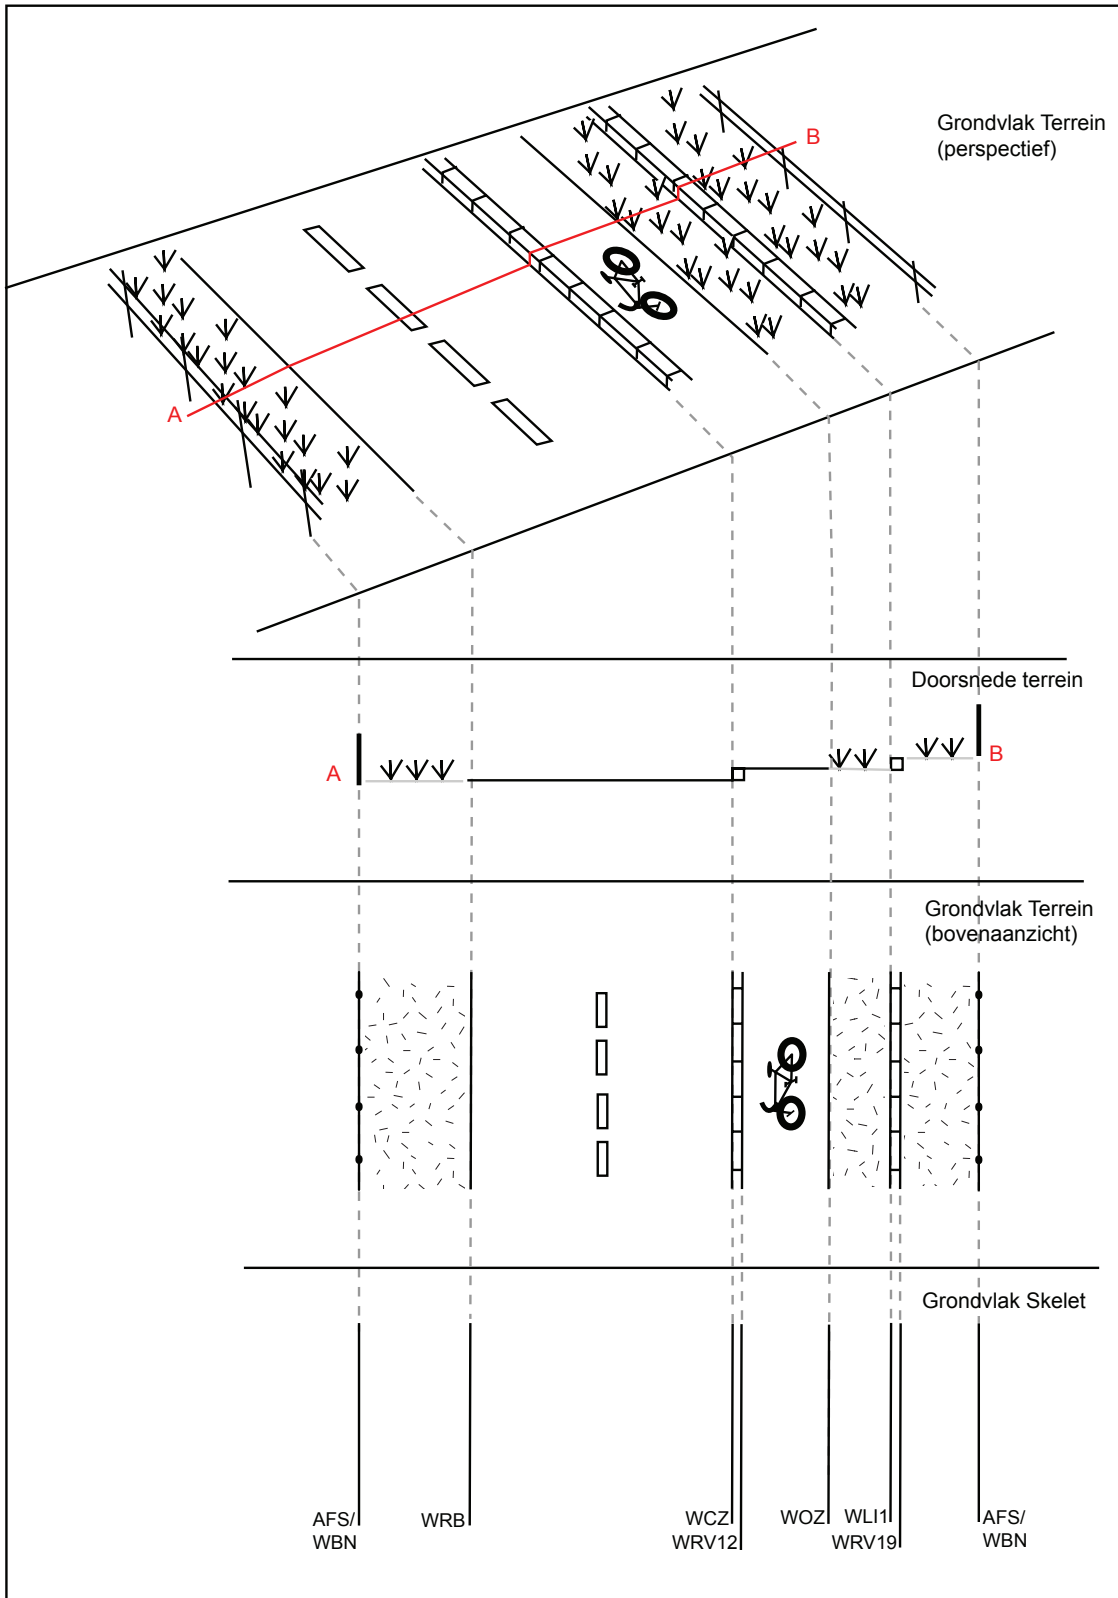 Grondvlak Terrein
(perspectief)
B
A
Doorsnede terrein
A
B
Grondvlak Terrein
(bovenaanzicht)
Grondvlak Skelet
AFS/
WBN
WRB
WCZ
WRV12
WOZ
WLI1
WRV19
AFS/
WBN